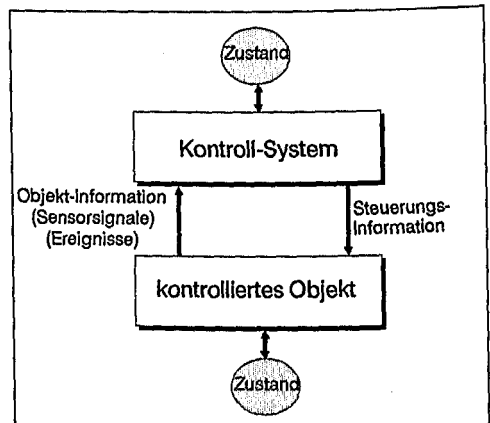 Zustand
Kontroll-System
Objekt-Information
(Sensorsignale)
(Ereignisse)
Steuerungs-
Information
kontrolliertes Objekt
Zustand